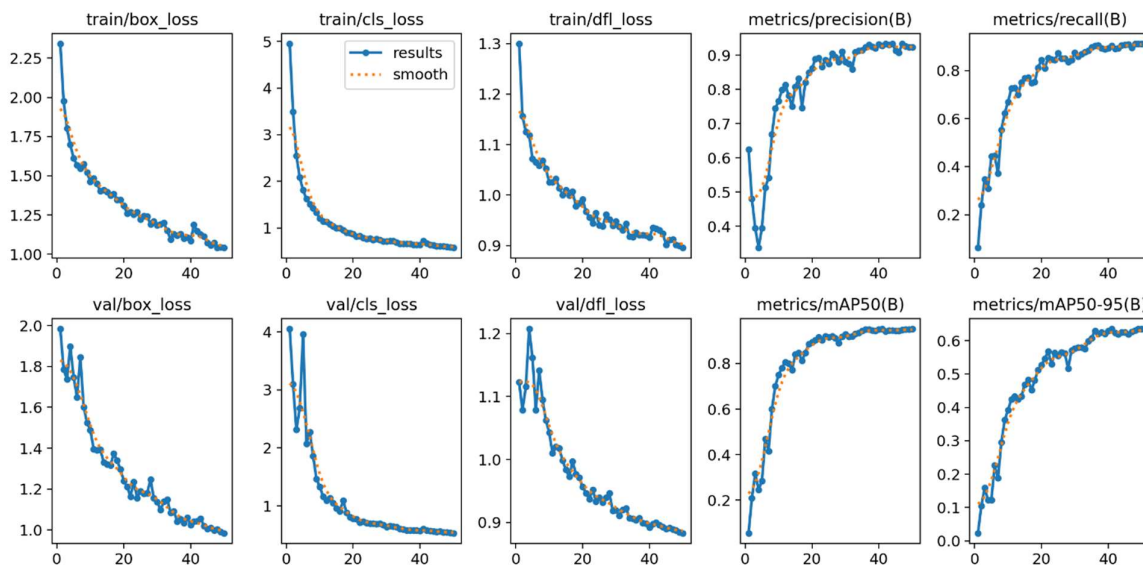 train/box_loss
train/cls_loss
train/dfl_loss
metrics/precision(B)
metrics/recall(B)
2.25
2.00
1.75
1.50
1.25
1.00
0 20 40
5
4
3
2
1
results
smooth
0 20 40
1.3
1.2
1.1
1.0
0.9
0 20 40
0.9
0.8
0.7
0.6
0.5
0.4
0 20 40
0.8
0.6
0.4
0.2
0 20 40
val/box_loss
val/cls_loss
val/dfl_loss
metrics/mAP50(B)
metrics/mAP50-95(B)
2.0
1.8
1.6
1.4
1.2
1.0
0 20 40
4
3
2
1
0 20 40
1.2
1.1
1.0
0.9
0 20 40
0.8
0.6
0.4
0.2
0 20 40
0.6
0.5
0.4
0.3
0.2
0.1
0.0
0 20 40